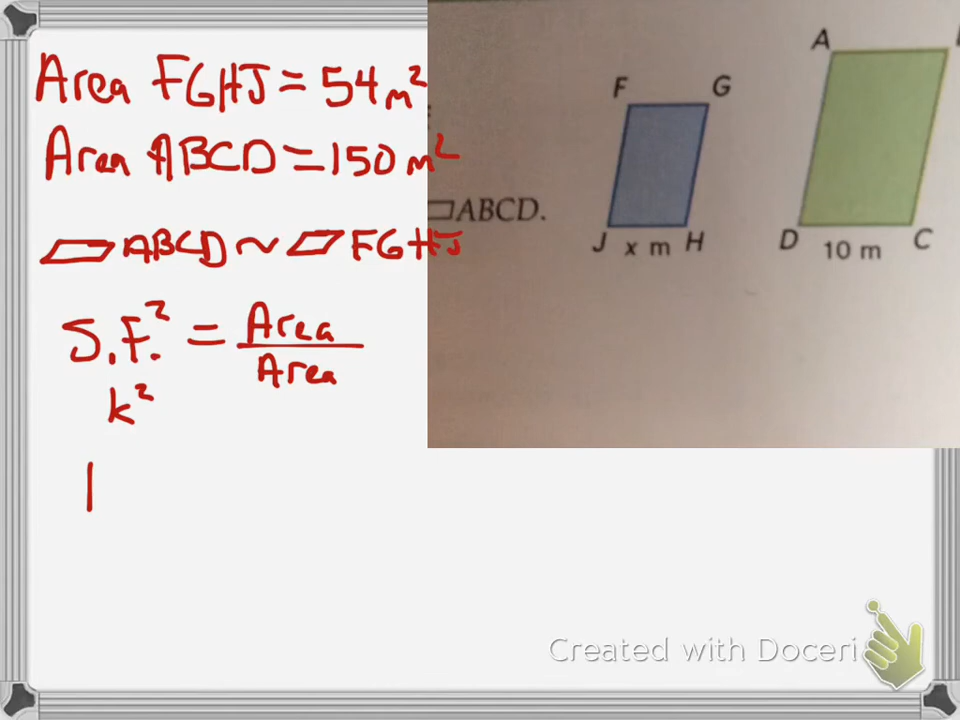 Area FGHJ = 54 m²
Area ABCD = 150 m²
▱ABCD ~ ▱FGHJ
S.F.² = Area
Area
k²
▱ABCD.
F G
J x m H
A
D 10 m C
Created with Doceri